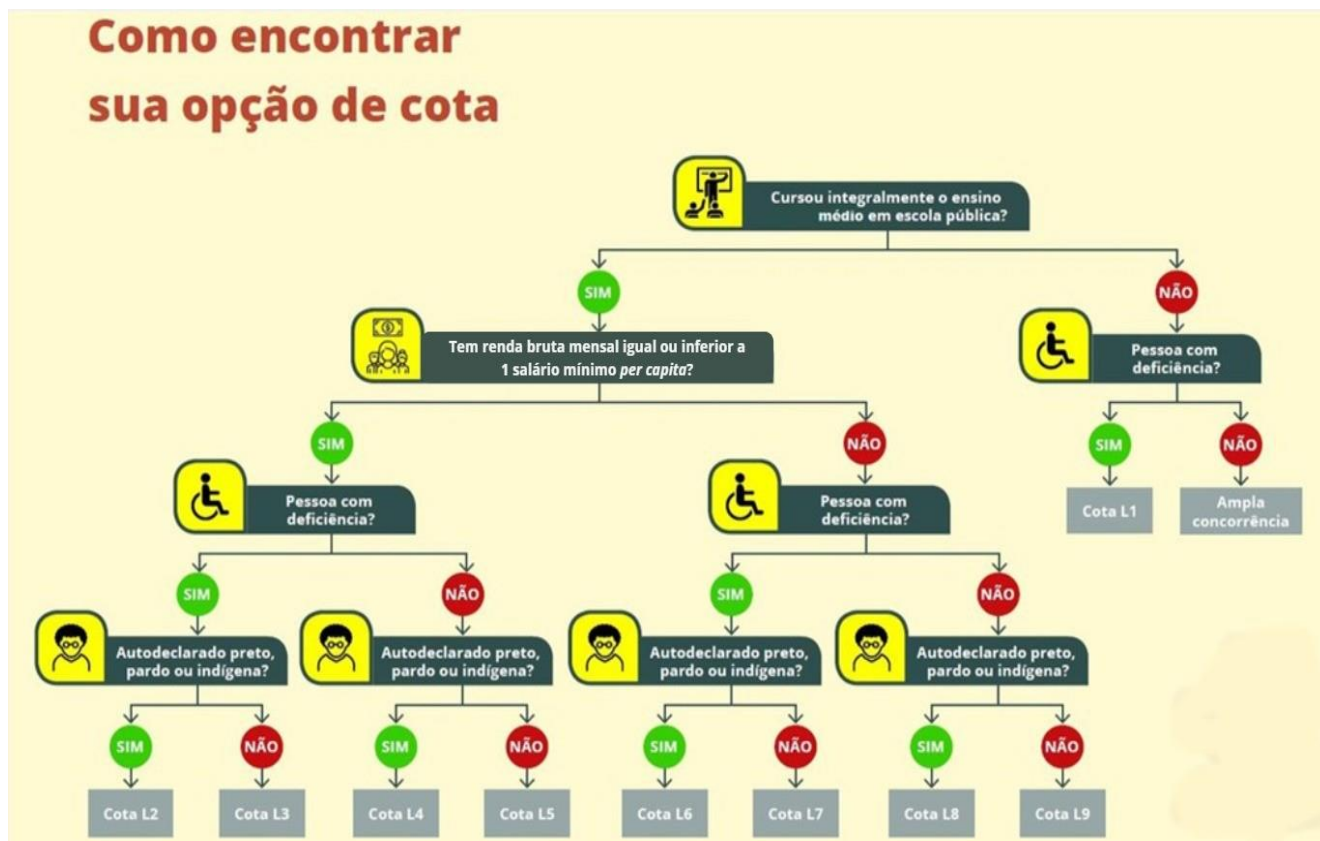 Como encontrar
sua opção de cota
Cursou integralmente o ensino
médio em escola pública?
SIM
NÃO
Tem renda bruta mensal igual ou inferior a
1 salário mínimo per capita?
Pessoa com
deficiência?
SIM
NÃO
SIM
NÃO
Cota L1
Ampla
concorrência
Pessoa com
deficiência?
Pessoa com
deficiência?
SIM
NÃO
SIM
NÃO
Autodeclarado preto,
pardo ou indígena?
Autodeclarado preto,
pardo ou indígena?
Autodeclarado preto,
pardo ou indígena?
Autodeclarado preto,
pardo ou indígena?
SIM
NÃO
SIM
NÃO
SIM
NÃO
SIM
NÃO
Cota L2
Cota L3
Cota L4
Cota L5
Cota L6
Cota L7
Cota L8
Cota L9